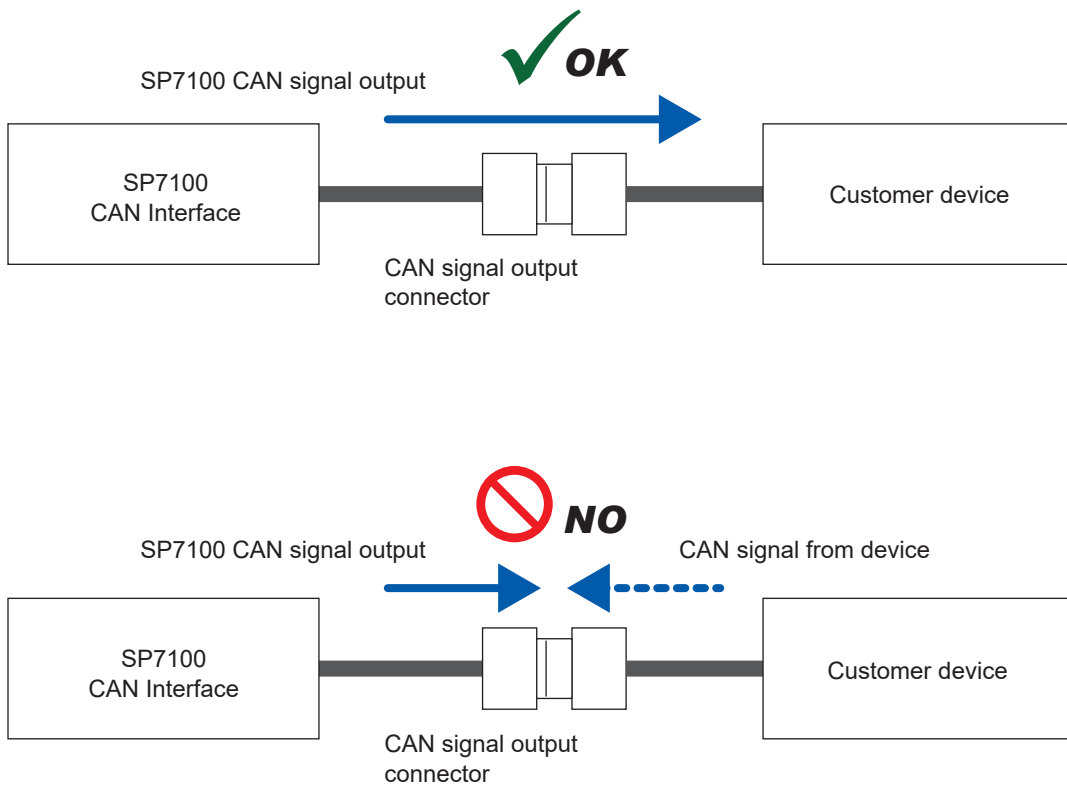 OK
SP7100 CAN signal output
SP7100
CAN Interface
Customer device
CAN signal output
connector
NO
SP7100 CAN signal output
CAN signal from device
SP7100
CAN Interface
Customer device
CAN signal output
connector